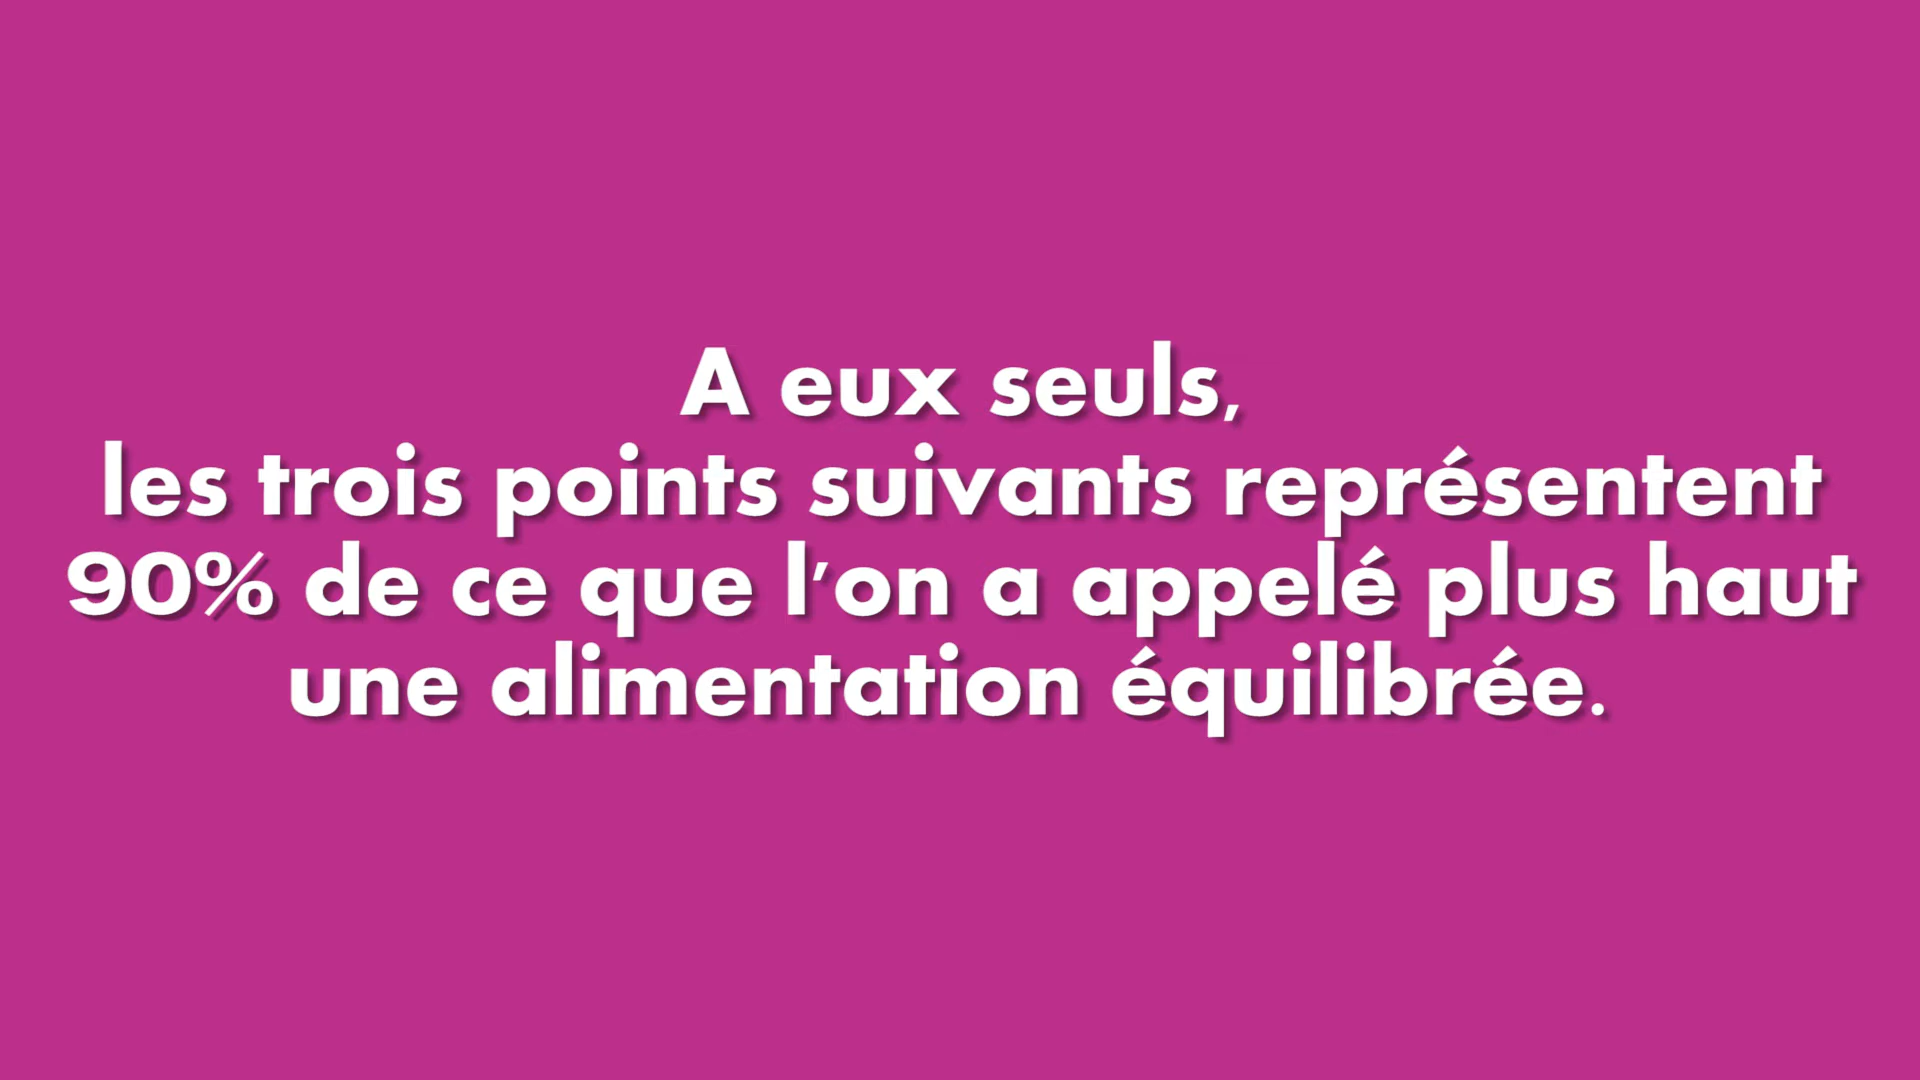 A eux seuls,
les trois points suivants représentent
90% de ce que l'on a appelé plus haut
une alimentation équilibrée.